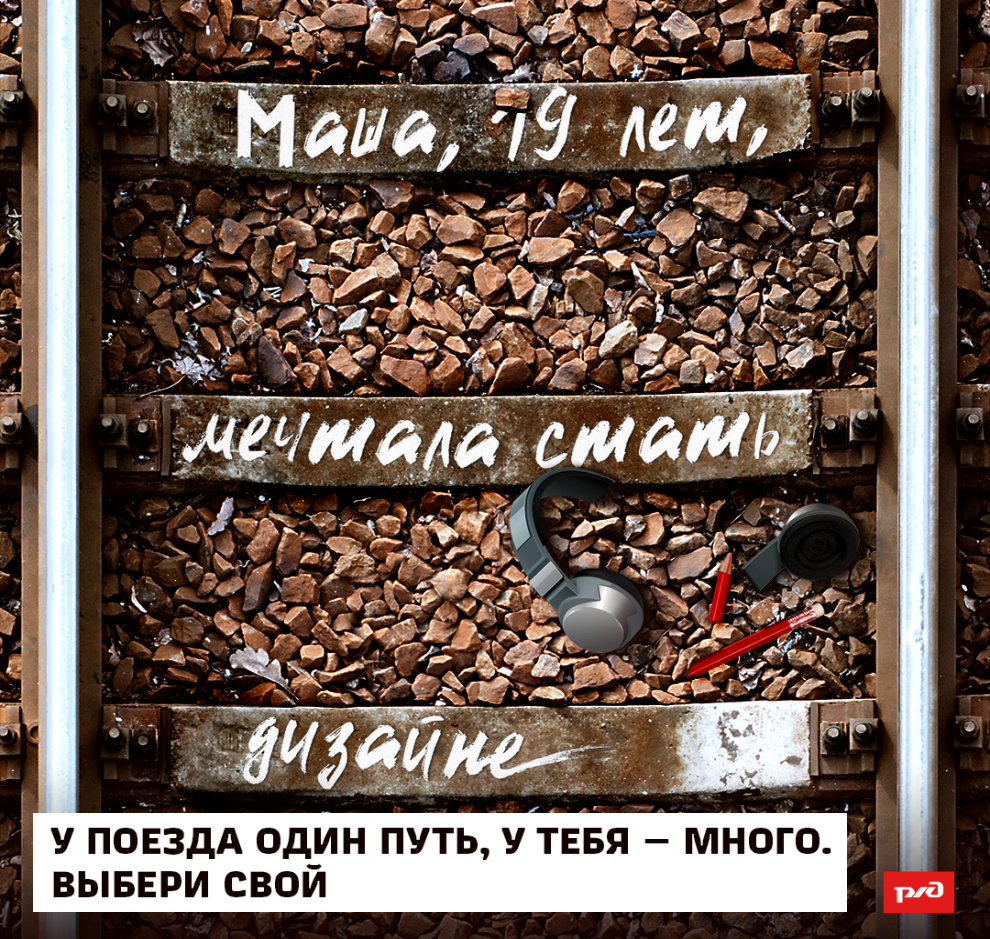 Маша, 19 лет,
мечтала стать
дизайне
У ПОЕЗДА ОДИН ПУТЬ, У ТЕБЯ — МНОГО.
ВЫБЕРИ СВОЙ
ржд